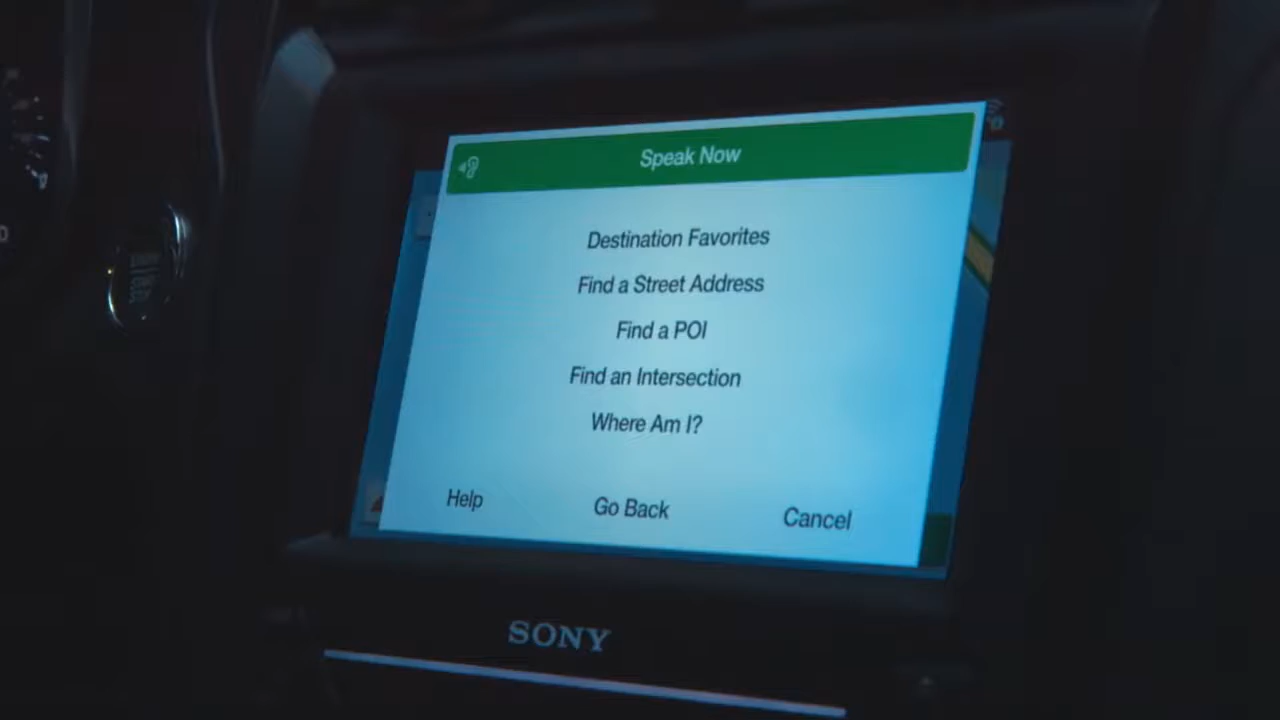 Speak Now
Destination Favorites
Find a Street Address
Find a POI
Find an Intersection
Where Am I?
Help
Go Back
Cancel
SONY